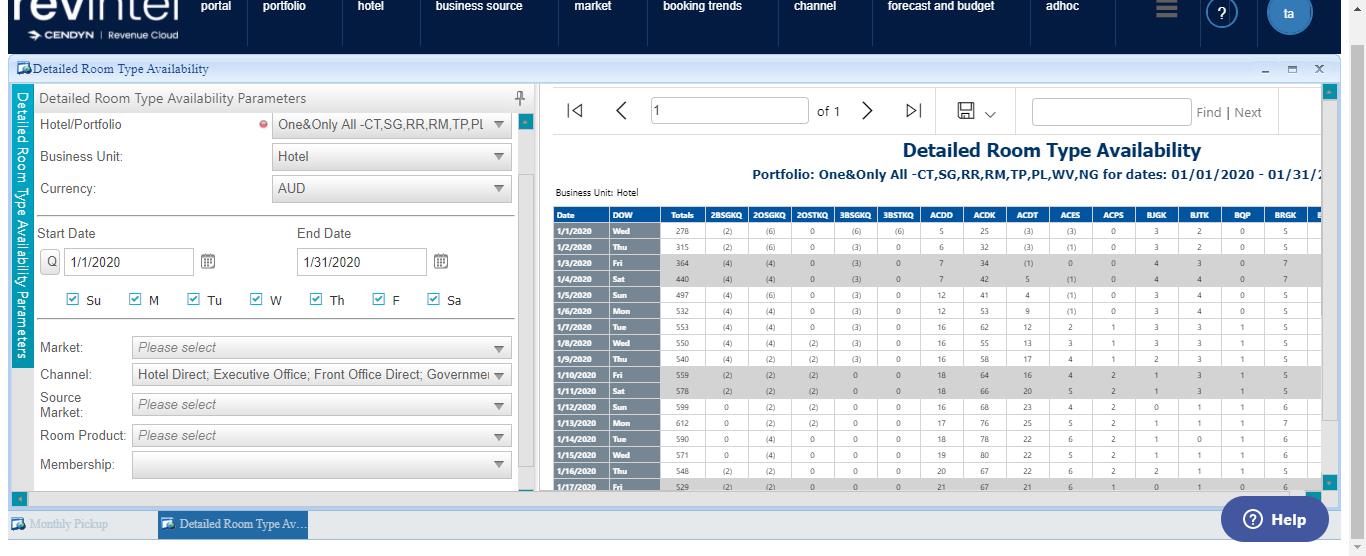 revintel
CENDYN | Revenue Cloud
portal portfolio hotel business source market booking trends channel forecast and budget adhoc
? ta
Detailed Room Type Availability
Detailed Room Type Availability Parameters
Detailed Room Type Availability Parameters
Hotel/Portfolio One&Only All -CT,SG,RR,RM,TP,PL
Business Unit: Hotel
Currency: AUD
Start Date End Date
Q 1/1/2020 1/31/2020
Su M Tu W Th F Sa
Market: Please select
Channel: Hotel Direct; Executive Office; Front Office Direct; Governme
Source
Market: Please select
Room Product: Please select
Membership:
1 of 1 Find | Next
Detailed Room Type Availability
Portfolio: One&Only All -CT,SG,RR,RM,TP,PL,WV,NG for dates: 01/01/2020 - 01/31/2
Business Unit: Hotel
Date DOW Totals 2BSGKQ 2OSGKQ 2OSTKQ 3BSGKQ 3BSTKQ ACDD ACDK ACDT ACES ACPS BJGK BJTK BQP BRGK
1/1/2020 Wed 278 (2) (6) 0 (6) (6) 5 25 (3) (3) 0 3 2 0 5
1/2/2020 Thu 315 (2) (6) 0 (3) 0 6 32 (3) (1) 0 3 2 0 5
1/3/2020 Fri 364 (4) (4) 0 (3) 0 7 34 (1) 0 0 4 3 0 7
1/4/2020 Sat 440 (4) (4) 0 (3) 0 7 42 5 (1) 0 4 4 0 7
1/5/2020 Sun 497 (4) (6) 0 (3) 0 12 41 4 (1) 0 3 4 0 5
1/6/2020 Mon 532 (4) (4) 0 (3) 0 12 53 9 (1) 0 3 4 0 5
1/7/2020 Tue 553 (4) (4) 0 (3) 0 16 62 12 2 1 3 3 1 5
1/8/2020 Wed 550 (4) (4) (2) (3) 0 16 55 13 3 1 3 3 1 5
1/9/2020 Thu 540 (4) (2) (2) (3) 0 16 58 17 4 1 2 3 1 5
1/10/2020 Fri 559 (2) (2) (2) (2) 0 18 64 16 4 2 1 3 1 5
1/11/2020 Sat 578 (2) (2) (2) 0 0 18 66 20 5 2 1 3 1 5
1/12/2020 Sun 599 0 (2) (2) 0 0 16 68 23 4 2 0 1 1 6
1/13/2020 Mon 612 0 (2) (2) 0 0 17 76 25 5 2 1 1 1 7
1/14/2020 Tue 590 0 (4) 0 0 0 18 78 22 6 2 1 0 1 6
1/15/2020 Wed 571 0 (4) 0 0 0 19 80 22 5 2 1 1 1 6
1/16/2020 Thu 548 (2) (2) 0 0 0 20 67 22 6 2 2 1 1 5
1/17/2020 Fri 529 (2) (2) 0 0 0 21 67 21 6 1 0 1 0 6
Monthly Pickup
Detailed Room Type Av...
? Help